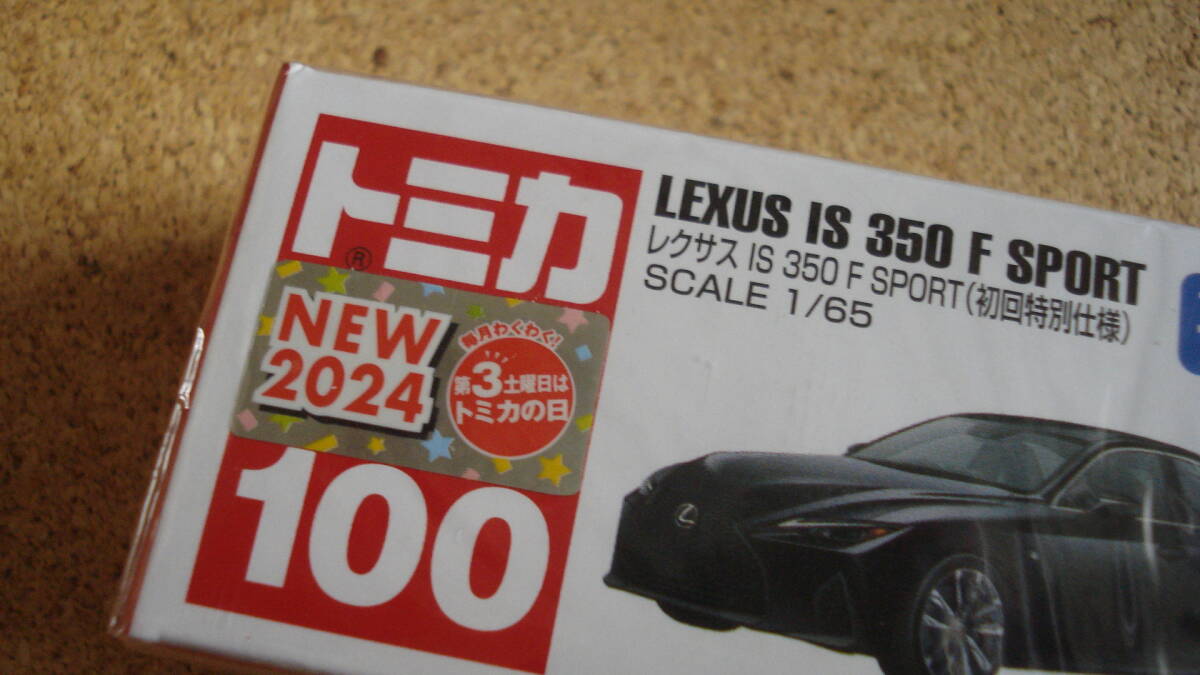 トミカ
®
NEW
2024
毎月わくわく!
第3土曜日は
トミカの日
100
LEXUS IS 350 F SPORT
レクサス IS 350 F SPORT(初回特別仕様)
SCALE 1/65